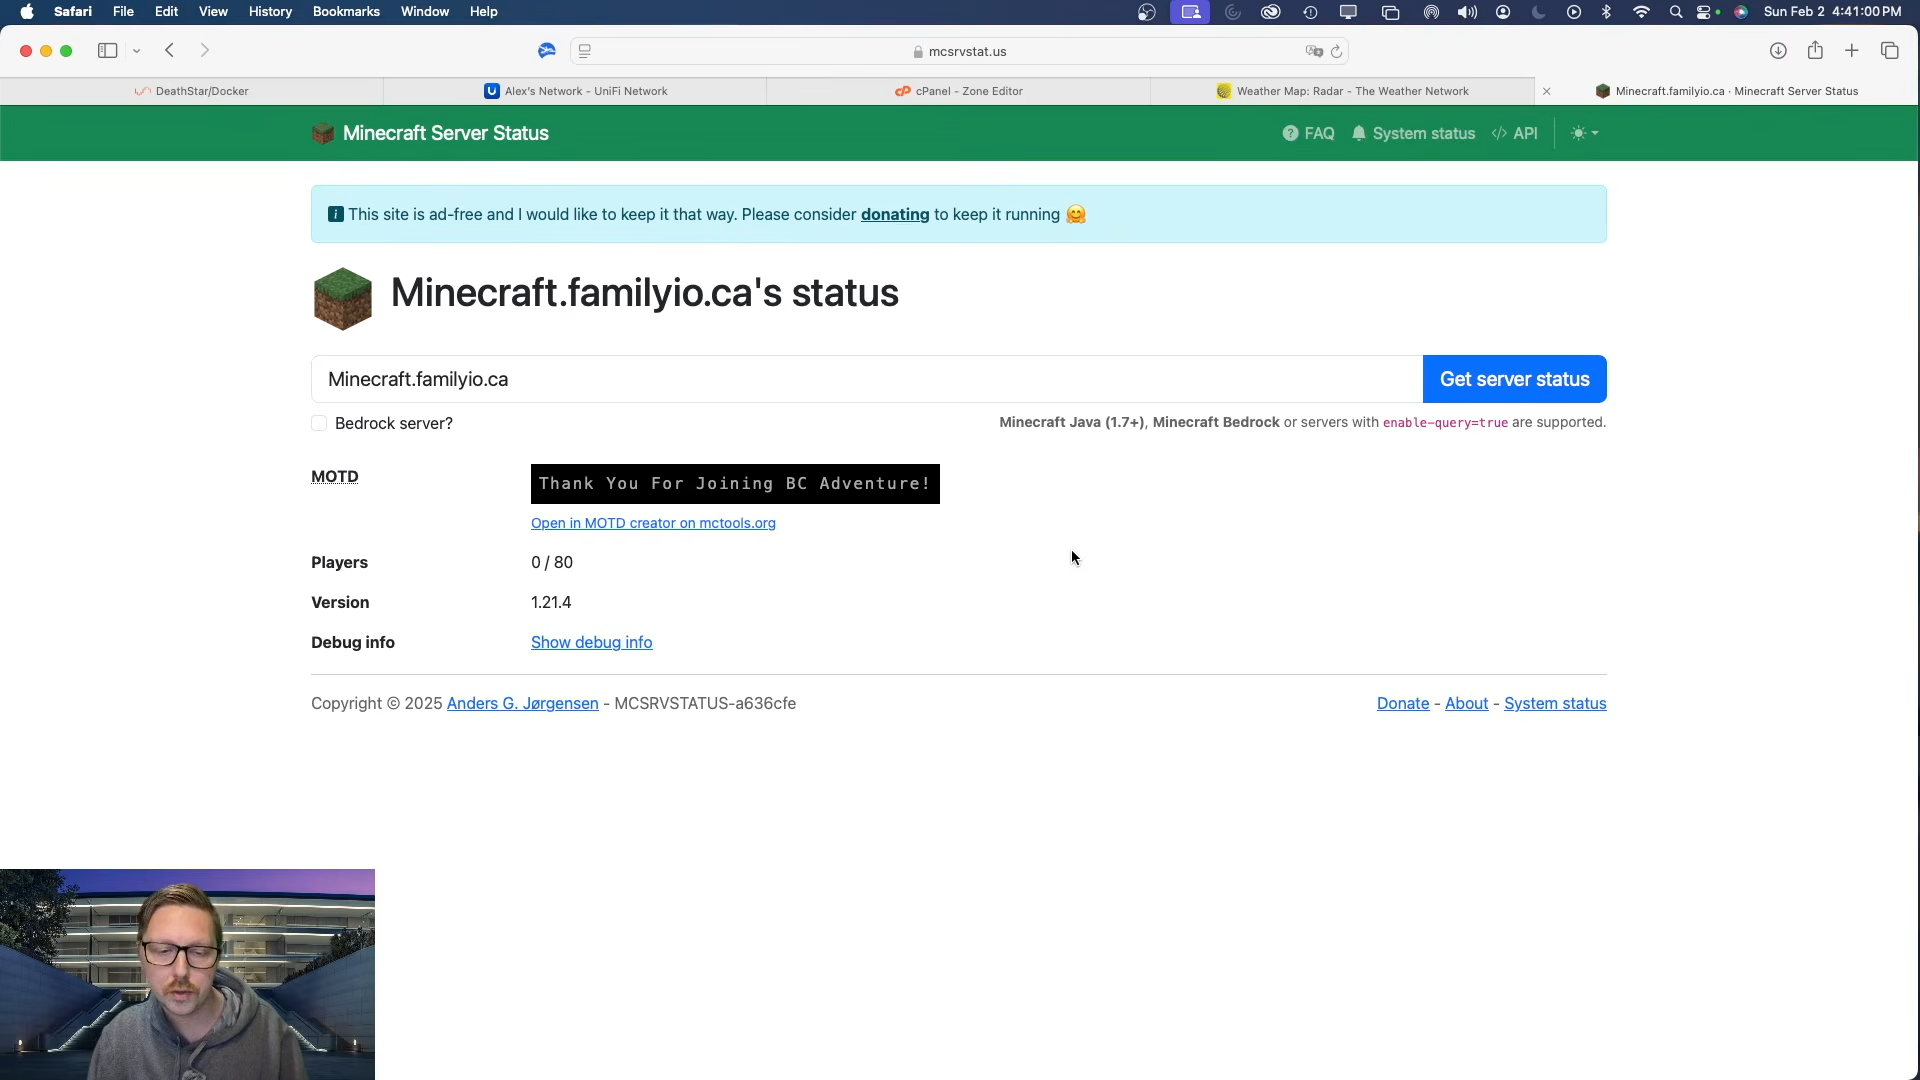 Safari File Edit View History Bookmarks Window Help Sun Feb 2 4:41:00 PM
mcsrvstat.us
DeathStar/Docker Alex's Network - UniFi Network cPanel - Zone Editor Weather Map: Radar - The Weather Network Minecraft.familyio.ca · Minecraft Server Status
Minecraft Server Status FAQ System status API
This site is ad-free and I would like to keep it that way. Please consider donating to keep it running 🤗
Minecraft.familyio.ca's status
Minecraft.familyio.ca Get server status
Bedrock server? Minecraft Java (1.7+), Minecraft Bedrock or servers with enable-query=true are supported.
MOTD Thank You For Joining BC Adventure!
Open in MOTD creator on mctools.org
Players 0 / 80
Version 1.21.4
Debug info Show debug info
Copyright © 2025 Anders G. Jørgensen - MCSRVSTATUS-a636cfe Donate - About - System status